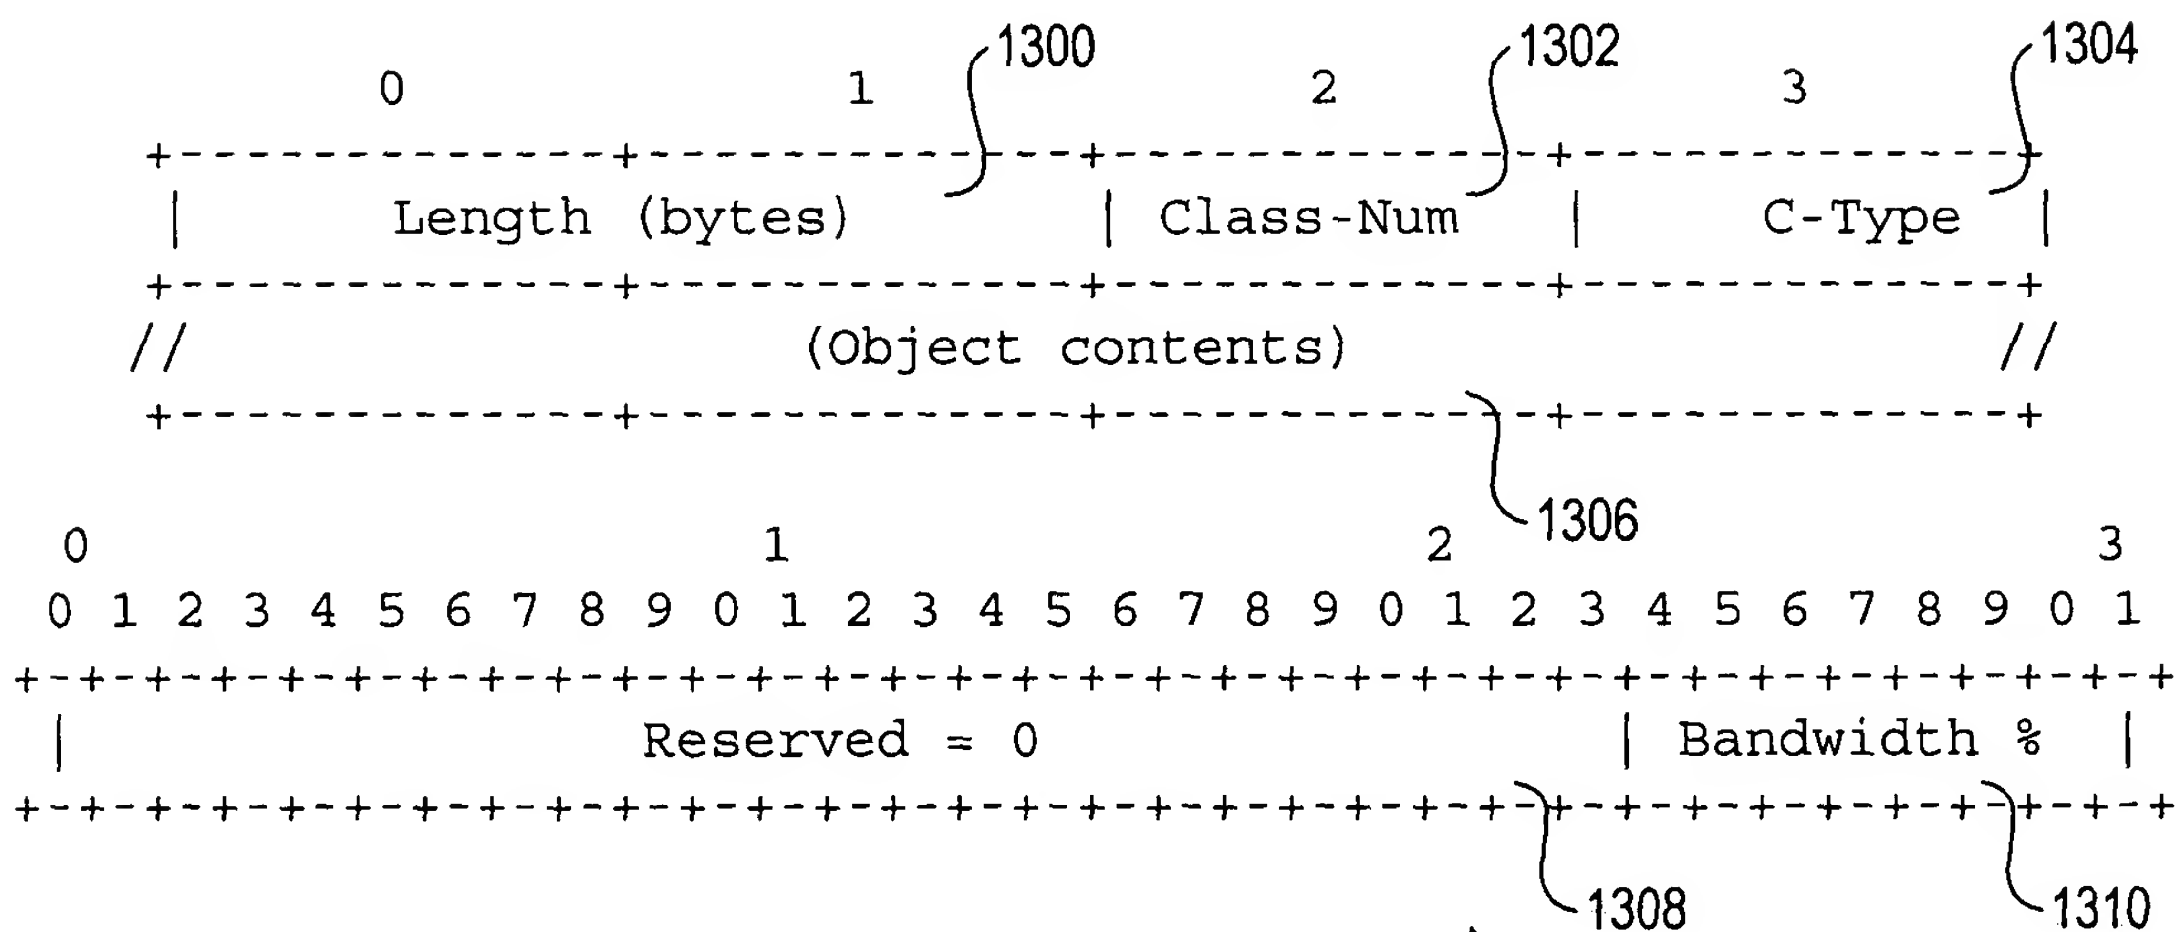 1300 1302 1304
0 1 2 3
+-------------+-------------+-------------+-------------+
| Length (bytes) | Class-Num | C-Type |
+-------------+-------------+-------------+-------------+
// (Object contents) //
+-------------+-------------+-------------+-------------+
1306
0 1 2 3
0 1 2 3 4 5 6 7 8 9 0 1 2 3 4 5 6 7 8 9 0 1 2 3 4 5 6 7 8 9 0 1
+-+-+-+-+-+-+-+-+-+-+-+-+-+-+-+-+-+-+-+-+-+-+-+-+-+-+-+-+-+-+-+-+
| Reserved = 0 | Bandwidth % |
+-+-+-+-+-+-+-+-+-+-+-+-+-+-+-+-+-+-+-+-+-+-+-+-+-+-+-+-+-+-+-+-+
1308 1310